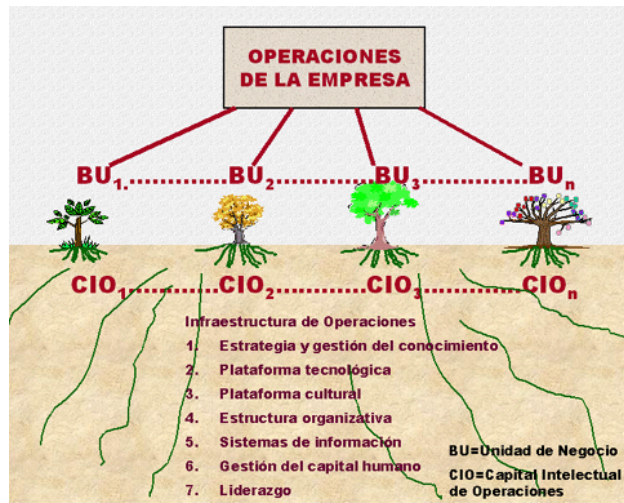 OPERACIONES
DE LA EMPRESA
BU1...............BU2...............BU3...............BUn
CIO1...............CIO2...............CIO3...............CIOn
Infraestructura de Operaciones
1. Estrategia y gestión del conocimiento
2. Plataforma tecnológica
3. Plataforma cultural
4. Estructura organizativa
5. Sistemas de información
6. Gestión del capital humano
7. Liderazgo
BU=Unidad de Negocio
CIO=Capital Intelectual
de Operaciones